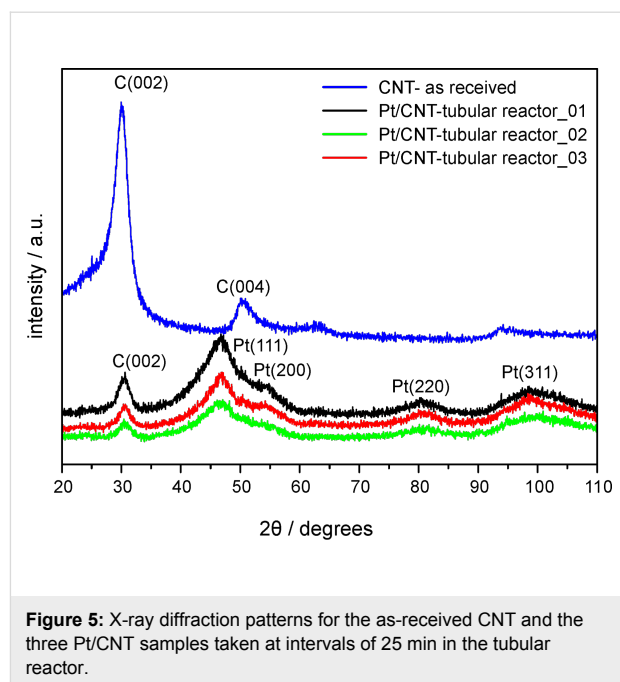 C(002)
CNT- as received
Pt/CNT-tubular reactor_01
Pt/CNT-tubular reactor_02
Pt/CNT-tubular reactor_03
C(004)
Pt(111)
C(002)
Pt(200)
Pt(220)
Pt(311)
intensity / a.u.
20 30 40 50 60 70 80 90 100 110
2θ / degrees
Figure 5: X-ray diffraction patterns for the as-received CNT and the
three Pt/CNT samples taken at intervals of 25 min in the tubular
reactor.